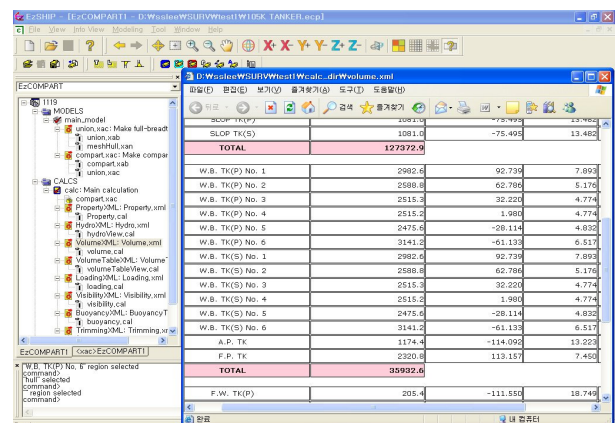 EzSHIP - [EzCOMPART] - D:₩sslee₩SURV₩test1₩105K TANKER.ecp]
File View Info View Modeling Tool Window Help
X+ X- Y+ Y- Z+ Z-
EzCOMPART
1119
MODELS
main_model
union,xac: Make full-breadt
union,xab
meshHull,xan
compart,xac: Make compar
compart,xab
union,xac
CALCS
calc: Main calculation
compart,xac
PropertyXML: Property,xml
Property,cal
HydroXML: Hydro,xml
hydroView,cal
VolumeXML: Volume,xml
volume,cal
VolumeTableXML: Volume
volumeTableView,cal
LoadingXML: Loading,xml
loading,cal
VisibilityXML: Visibility,xml
visibility,cal
BuoyancyXML: BuoyancyT
buoyancy,cal
TrimmingXML: Trimming,xr
EzCOMPART| <xac>EzCOMPART|
"W,B, TK(P) No, 6" region selected
command>
"hull" selected
command>
"" region selected
command>
D:₩sslee₩SURV₩test1₩calc_dir₩volume.xml
파일(F) 편집(E) 보기(V) 즐겨찾기(A) 도구(T) 도움말(H)
뒤로 검색 즐겨찾기
SLOP TK(P) 1081.0 -75.495 13.482
SLOP TK(S) 1081.0 -75.495 13.482
TOTAL 127372.9
W.B. TK(P) No. 1 2982.6 92.739 7.893
W.B. TK(P) No. 2 2588.8 62.786 5.176
W.B. TK(P) No. 3 2515.3 32.220 4.774
W.B. TK(P) No. 4 2515.2 1.980 4.774
W.B. TK(P) No. 5 2475.6 -28.114 4.832
W.B. TK(P) No. 6 3141.2 -61.133 6.517
W.B. TK(S) No. 1 2982.6 92.739 7.893
W.B. TK(S) No. 2 2588.8 62.786 5.176
W.B. TK(S) No. 3 2515.3 32.220 4.774
W.B. TK(S) No. 4 2515.2 1.980 4.774
W.B. TK(S) No. 5 2475.6 -28.114 4.832
W.B. TK(S) No. 6 3141.2 -61.133 6.517
A.P. TK 1174.4 -114.092 13.223
F.P. TK 2320.8 113.157 7.450
TOTAL 35932.6
F.W. TK(P) 205.4 -111.550 18.749
완료 내 컴퓨터